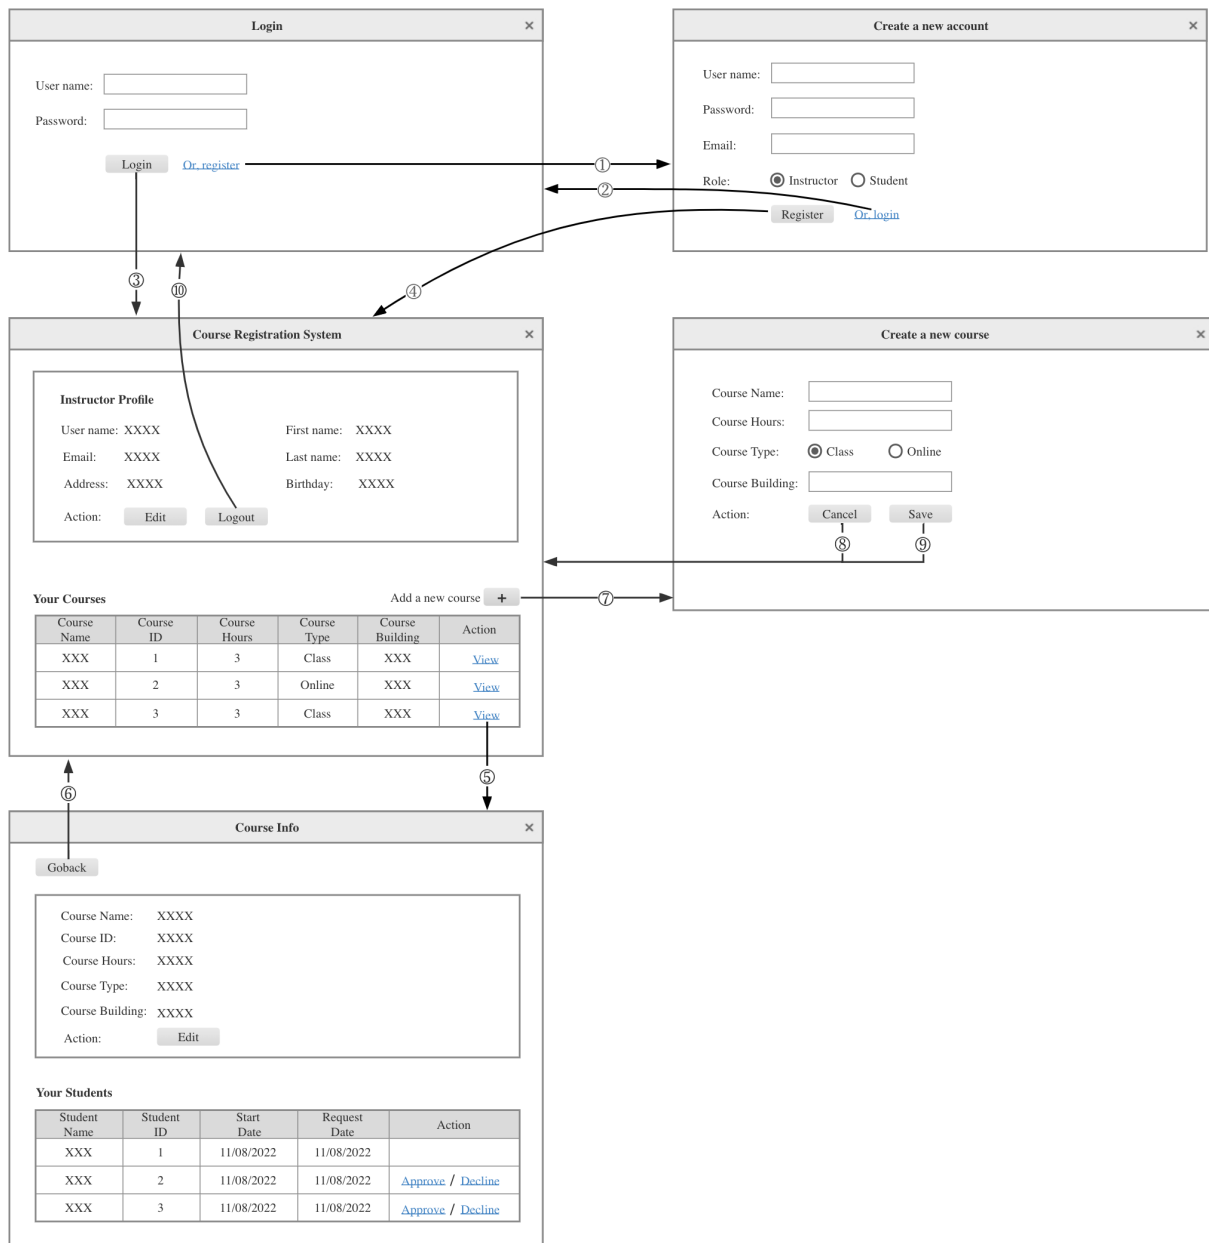 Login ×
User name:
Password:
Login Or, register
①
Create a new account ×
User name:
Password:
Email:
Role: Instructor Student
Register Or, login
②
③
④
⑩
Course Registration System ×
Instructor Profile
User name: XXXX First name: XXXX
Email: XXXX Last name: XXXX
Address: XXXX Birthday: XXXX
Action: Edit Logout
Your Courses Add a new course +
Course Name Course ID Course Hours Course Type Course Building Action
XXX 1 3 Class XXX View
XXX 2 3 Online XXX View
XXX 3 3 Class XXX View
⑦
Create a new course ×
Course Name:
Course Hours:
Course Type: Class Online
Course Building:
Action: Cancel Save
⑧ ⑨
⑤
⑥
Course Info ×
Goback
Course Name: XXXX
Course ID: XXXX
Course Hours: XXXX
Course Type: XXXX
Course Building: XXXX
Action: Edit
Your Students
Student Name Student ID Start Date Request Date Action
XXX 1 11/08/2022 11/08/2022
XXX 2 11/08/2022 11/08/2022 Approve / Decline
XXX 3 11/08/2022 11/08/2022 Approve / Decline